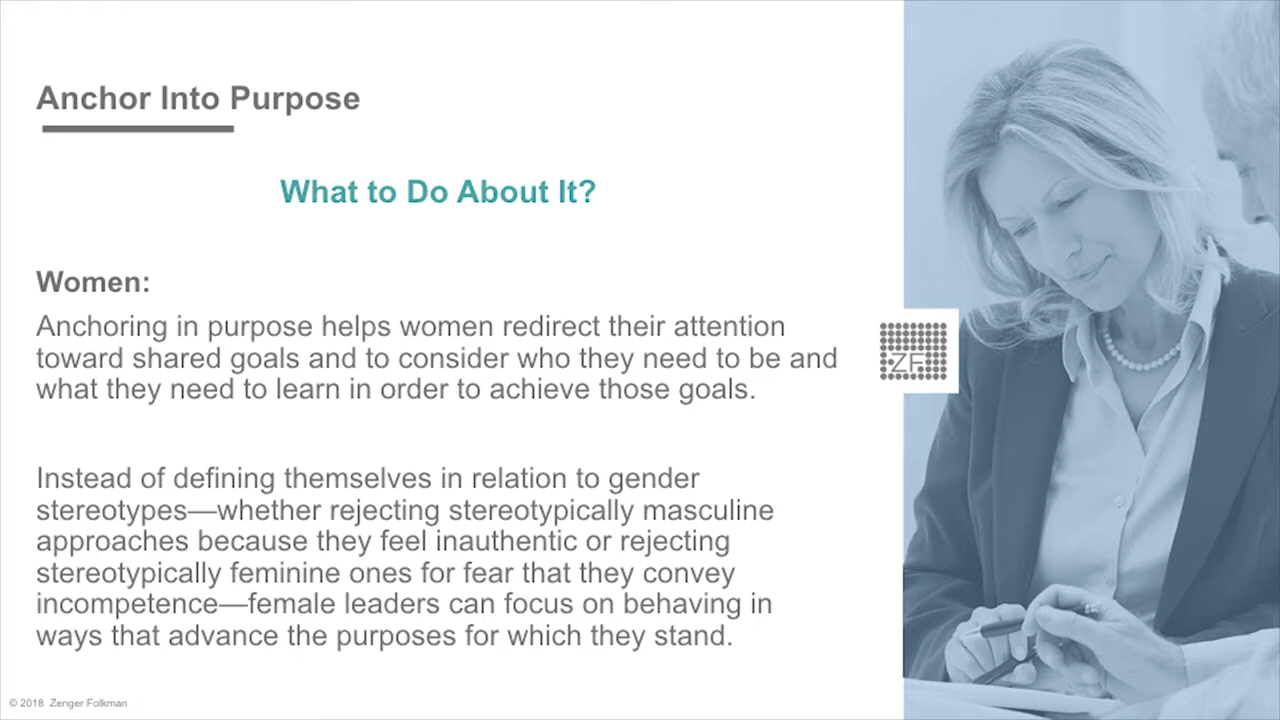 Anchor Into Purpose
What to Do About It?
Women:
Anchoring in purpose helps women redirect their attention
toward shared goals and to consider who they need to be and
what they need to learn in order to achieve those goals.
ZF
Instead of defining themselves in relation to gender
stereotypes—whether rejecting stereotypically masculine
approaches because they feel inauthentic or rejecting
stereotypically feminine ones for fear that they convey
incompetence—female leaders can focus on behaving in
ways that advance the purposes for which they stand.
© 2018 Zenger Folkman